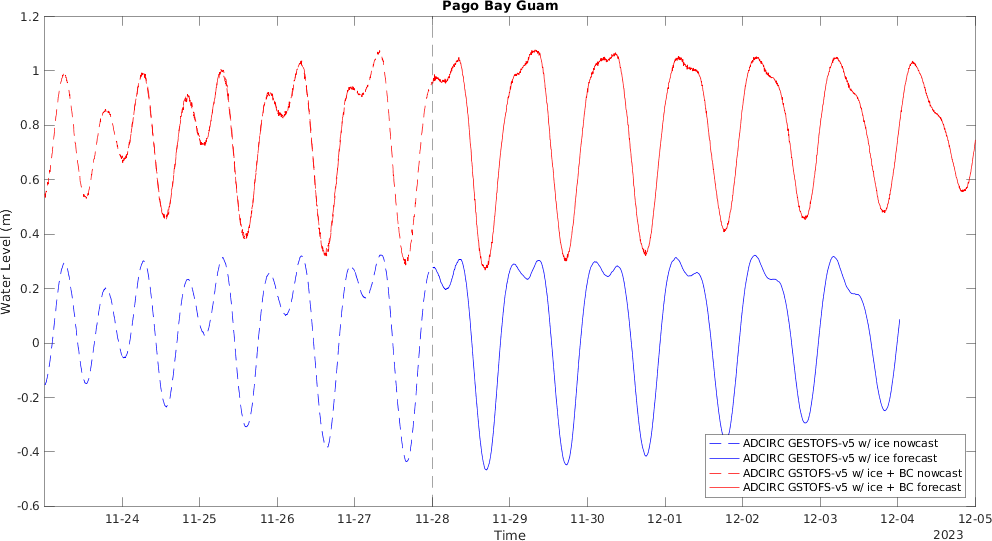 Pago Bay Guam
1.2
1
0.8
0.6
0.4
0.2
0
-0.2
-0.4
-0.6
Water Level (m)
ADCIRC GESTOFS-v5 w/ ice nowcast
ADCIRC GESTOFS-v5 w/ ice forecast
ADCIRC GSTOFS-v5 w/ ice + BC nowcast
ADCIRC GSTOFS-v5 w/ ice + BC forecast
11-24 11-25 11-26 11-27 11-28 11-29 11-30 12-01 12-02 12-03 12-04 12-05
Time
2023